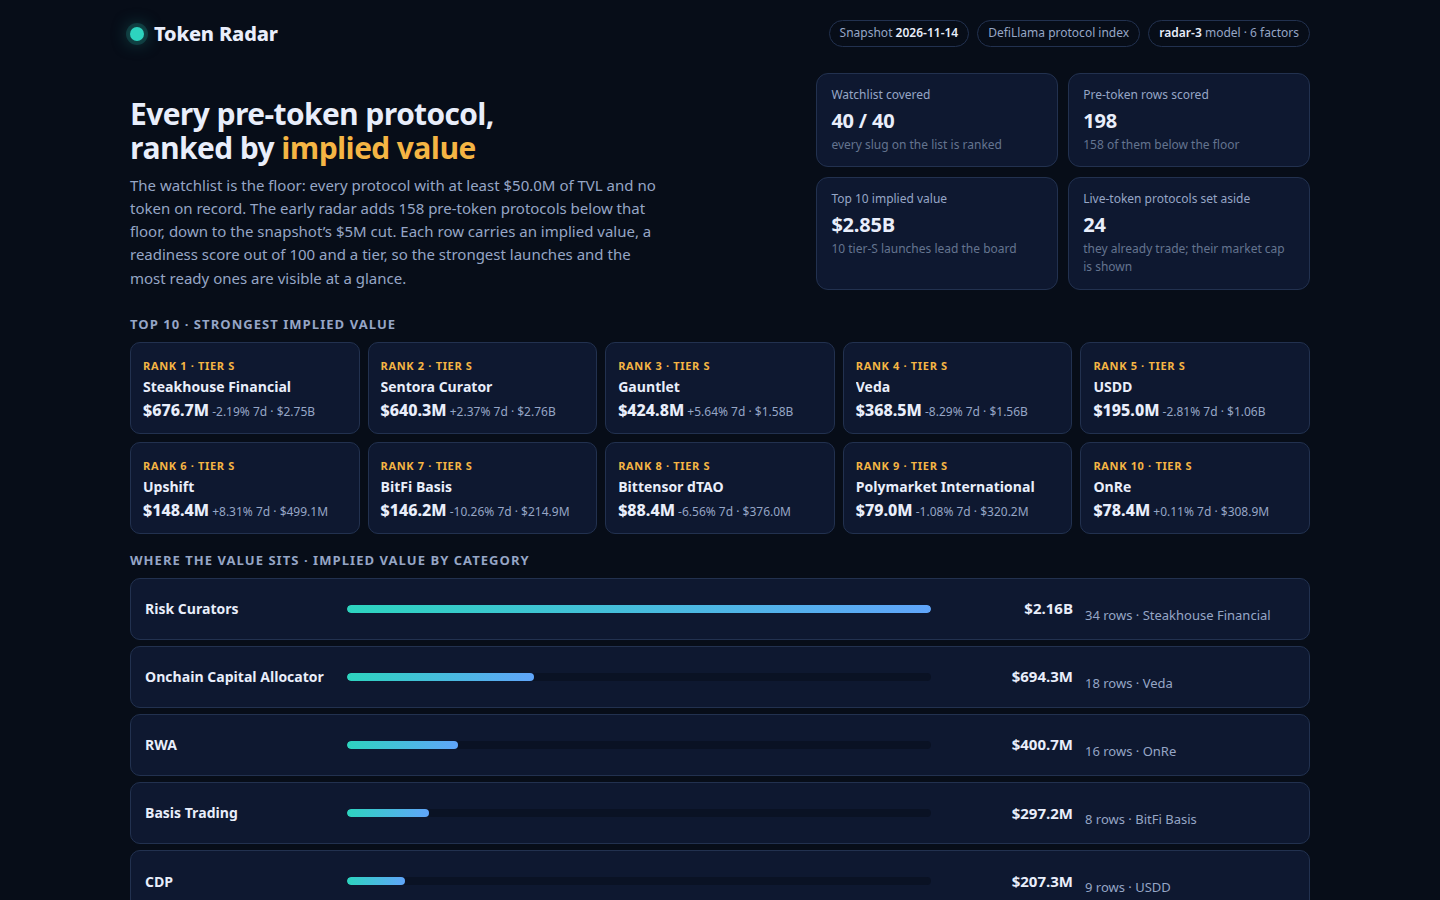 Token Radar
Snapshot 2026-11-14
DefiLlama protocol index
radar-3 model · 6 factors
Every pre-token protocol,
ranked by implied value
The watchlist is the floor: every protocol with at least $50.0M of TVL and no
token on record. The early radar adds 158 pre-token protocols below that
floor, down to the snapshot's $5M cut. Each row carries an implied value, a
readiness score out of 100 and a tier, so the strongest launches and the
most ready ones are visible at a glance.
Watchlist covered
40 / 40
every slug on the list is ranked
Pre-token rows scored
198
158 of them below the floor
Top 10 implied value
$2.85B
10 tier-S launches lead the board
Live-token protocols set aside
24
they already trade; their market cap
is shown
TOP 10 · STRONGEST IMPLIED VALUE
RANK 1 · TIER S
Steakhouse Financial
$676.7M -2.19% 7d · $2.75B
RANK 2 · TIER S
Sentora Curator
$640.3M +2.37% 7d · $2.76B
RANK 3 · TIER S
Gauntlet
$424.8M +5.64% 7d · $1.58B
RANK 4 · TIER S
Veda
$368.5M -8.29% 7d · $1.56B
RANK 5 · TIER S
USDD
$195.0M -2.81% 7d · $1.06B
RANK 6 · TIER S
Upshift
$148.4M +8.31% 7d · $499.1M
RANK 7 · TIER S
BitFi Basis
$146.2M -10.26% 7d · $214.9M
RANK 8 · TIER S
Bittensor dTAO
$88.4M -6.56% 7d · $376.0M
RANK 9 · TIER S
Polymarket International
$79.0M -1.08% 7d · $320.2M
RANK 10 · TIER S
OnRe
$78.4M +0.11% 7d · $308.9M
WHERE THE VALUE SITS · IMPLIED VALUE BY CATEGORY
Risk Curators
$2.16B
34 rows · Steakhouse Financial
Onchain Capital Allocator
$694.3M
18 rows · Veda
RWA
$400.7M
16 rows · OnRe
Basis Trading
$297.2M
8 rows · BitFi Basis
CDP
$207.3M
9 rows · USDD